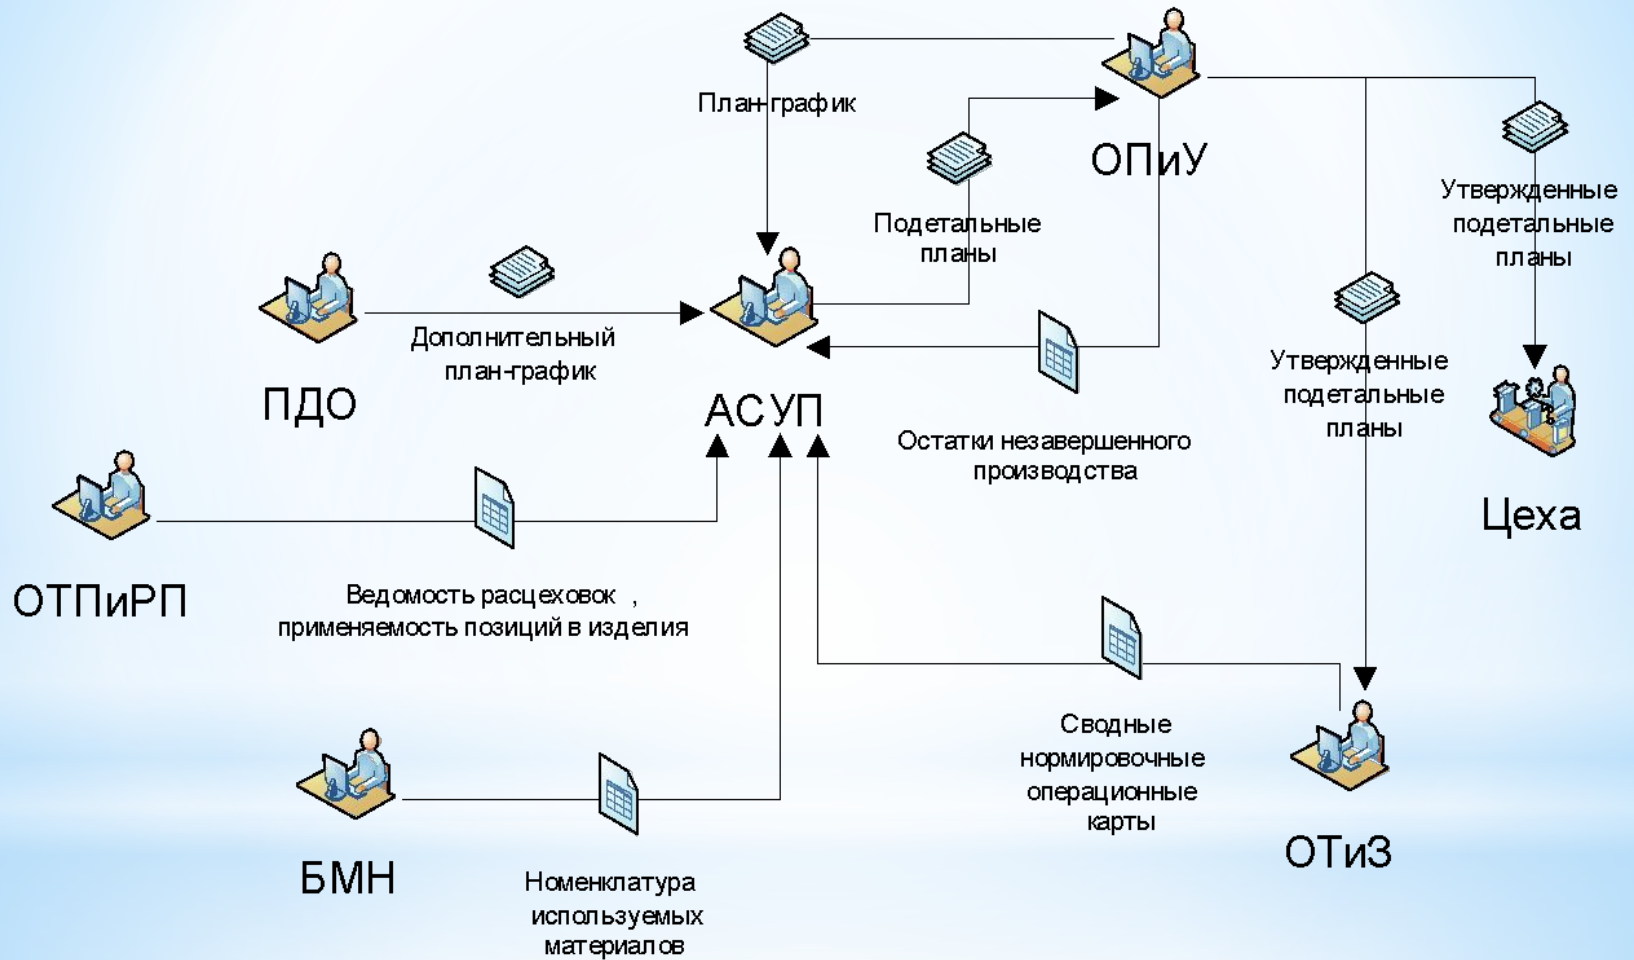 План-график
ОПиУ
Утвержденные
подетальные
планы
Подетальные
планы
Дополнительный
план-график
Утвержденные
подетальные
планы
ПДО
АСУП
Остатки незавершенного
производства
Цеха
ОТПиРП
Ведомость расцеховок ,
применяемость позиций в изделия
Сводные
нормировочные
операционные
карты
ОТиЗ
БМН
Номенклатура
используемых
материалов